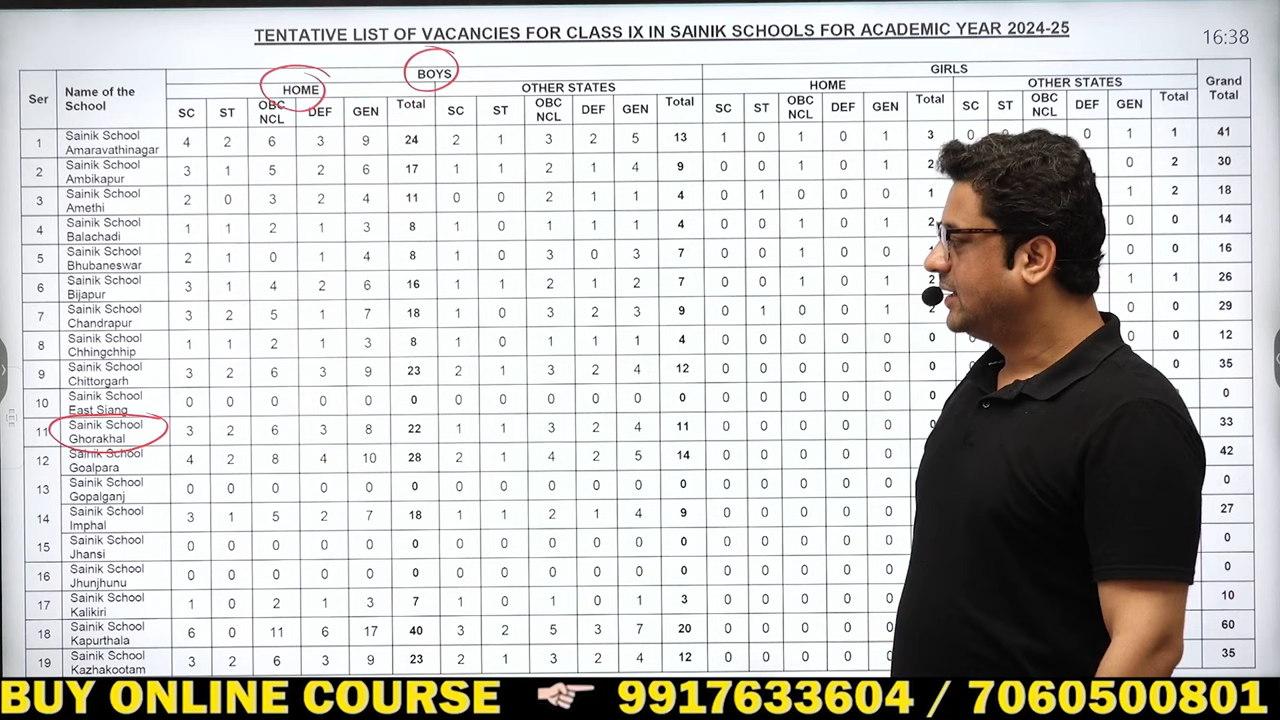 TENTATIVE LIST OF VACANCIES FOR CLASS IX IN SAINIK SCHOOLS FOR ACADEMIC YEAR 2024-25
16:38
Ser Name of the School BOYS GIRLS Grand Total
HOME OTHER STATES HOME OTHER STATES
SC ST OBC NCL DEF GEN Total SC ST OBC NCL DEF GEN Total SC ST OBC NCL DEF GEN Total SC ST OBC NCL DEF GEN Total
1 Sainik School Amaravathinagar 4 2 6 3 9 24 2 1 3 2 5 13 1 0 1 0 1 3 0 0 1 1 41
2 Sainik School Ambikapur 3 1 5 2 6 17 1 1 2 1 4 9 0 0 1 0 1 2 0 2 30
3 Sainik School Amethi 2 0 3 2 4 11 0 0 2 1 1 4 0 1 0 0 0 1 1 2 18
4 Sainik School Balachadi 1 1 2 1 3 8 1 0 1 1 1 4 0 0 1 0 1 2 0 0 14
5 Sainik School Bhubaneswar 2 1 0 1 4 8 1 0 3 0 3 7 0 0 0 0 0 0 16
6 Sainik School Bijapur 3 1 4 2 6 16 1 1 2 1 2 7 0 0 1 0 1 2 1 1 26
7 Sainik School Chandrapur 3 2 5 1 7 18 1 0 3 2 3 9 0 1 0 0 1 2 0 0 29
8 Sainik School Chhingchhip 1 1 2 1 3 8 1 0 1 1 1 4 0 0 0 0 0 0 0 0 12
9 Sainik School Chittorgarh 3 2 6 3 9 23 2 1 3 2 4 12 0 0 0 0 0 0 0 35
10 Sainik School East Siang 0 0 0 0 0 0 0 0 0 0 0 0 0 0 0 0 0 0 0 0
11 Sainik School Ghorakhal 3 2 6 3 8 22 1 1 3 2 4 11 0 0 0 0 0 0 33
12 Sainik School Goalpara 4 2 8 4 10 28 2 1 4 2 5 14 0 0 0 0 0 42
13 Sainik School Gopalganj 0 0 0 0 0 0 0 0 0 0 0 0 0 0 0 0 0 0
14 Sainik School Imphal 3 1 5 2 7 18 1 1 2 1 4 9 0 0 0 0 0 27
15 Sainik School Jhansi 0 0 0 0 0 0 0 0 0 0 0 0 0 0 0 0 0 0
16 Sainik School Jhunjhunu 0 0 0 0 0 0 0 0 0 0 0 0 0 0 0 0 0 0
17 Sainik School Kalikiri 1 0 2 1 3 7 1 0 1 0 1 3 0 0 0 0 0 10
18 Sainik School Kapurthala 6 0 11 6 17 40 3 2 5 3 7 20 0 0 0 0 0 60
19 Sainik School Kazhakootam 3 2 6 3 9 23 2 1 3 2 4 12 0 0 0 0 35
BUY ONLINE COURSE 9917633604 / 7060500801